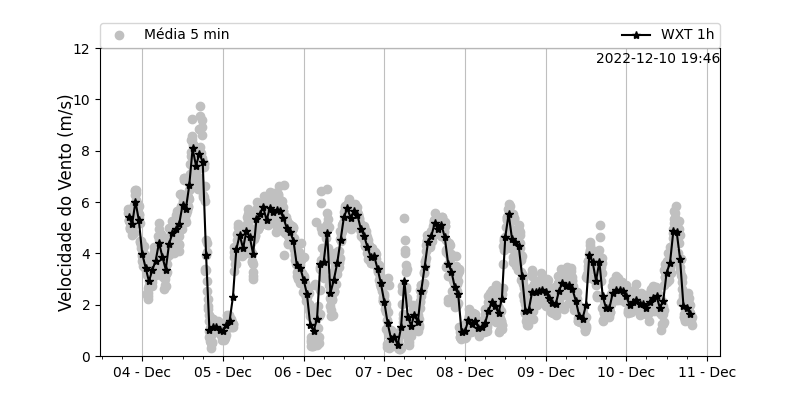 Média 5 min
WXT 1h
2022-12-10 19:46
Velocidade do Vento (m/s)
12
10
8
6
4
2
0
04 - Dec 05 - Dec 06 - Dec 07 - Dec 08 - Dec 09 - Dec 10 - Dec 11 - Dec